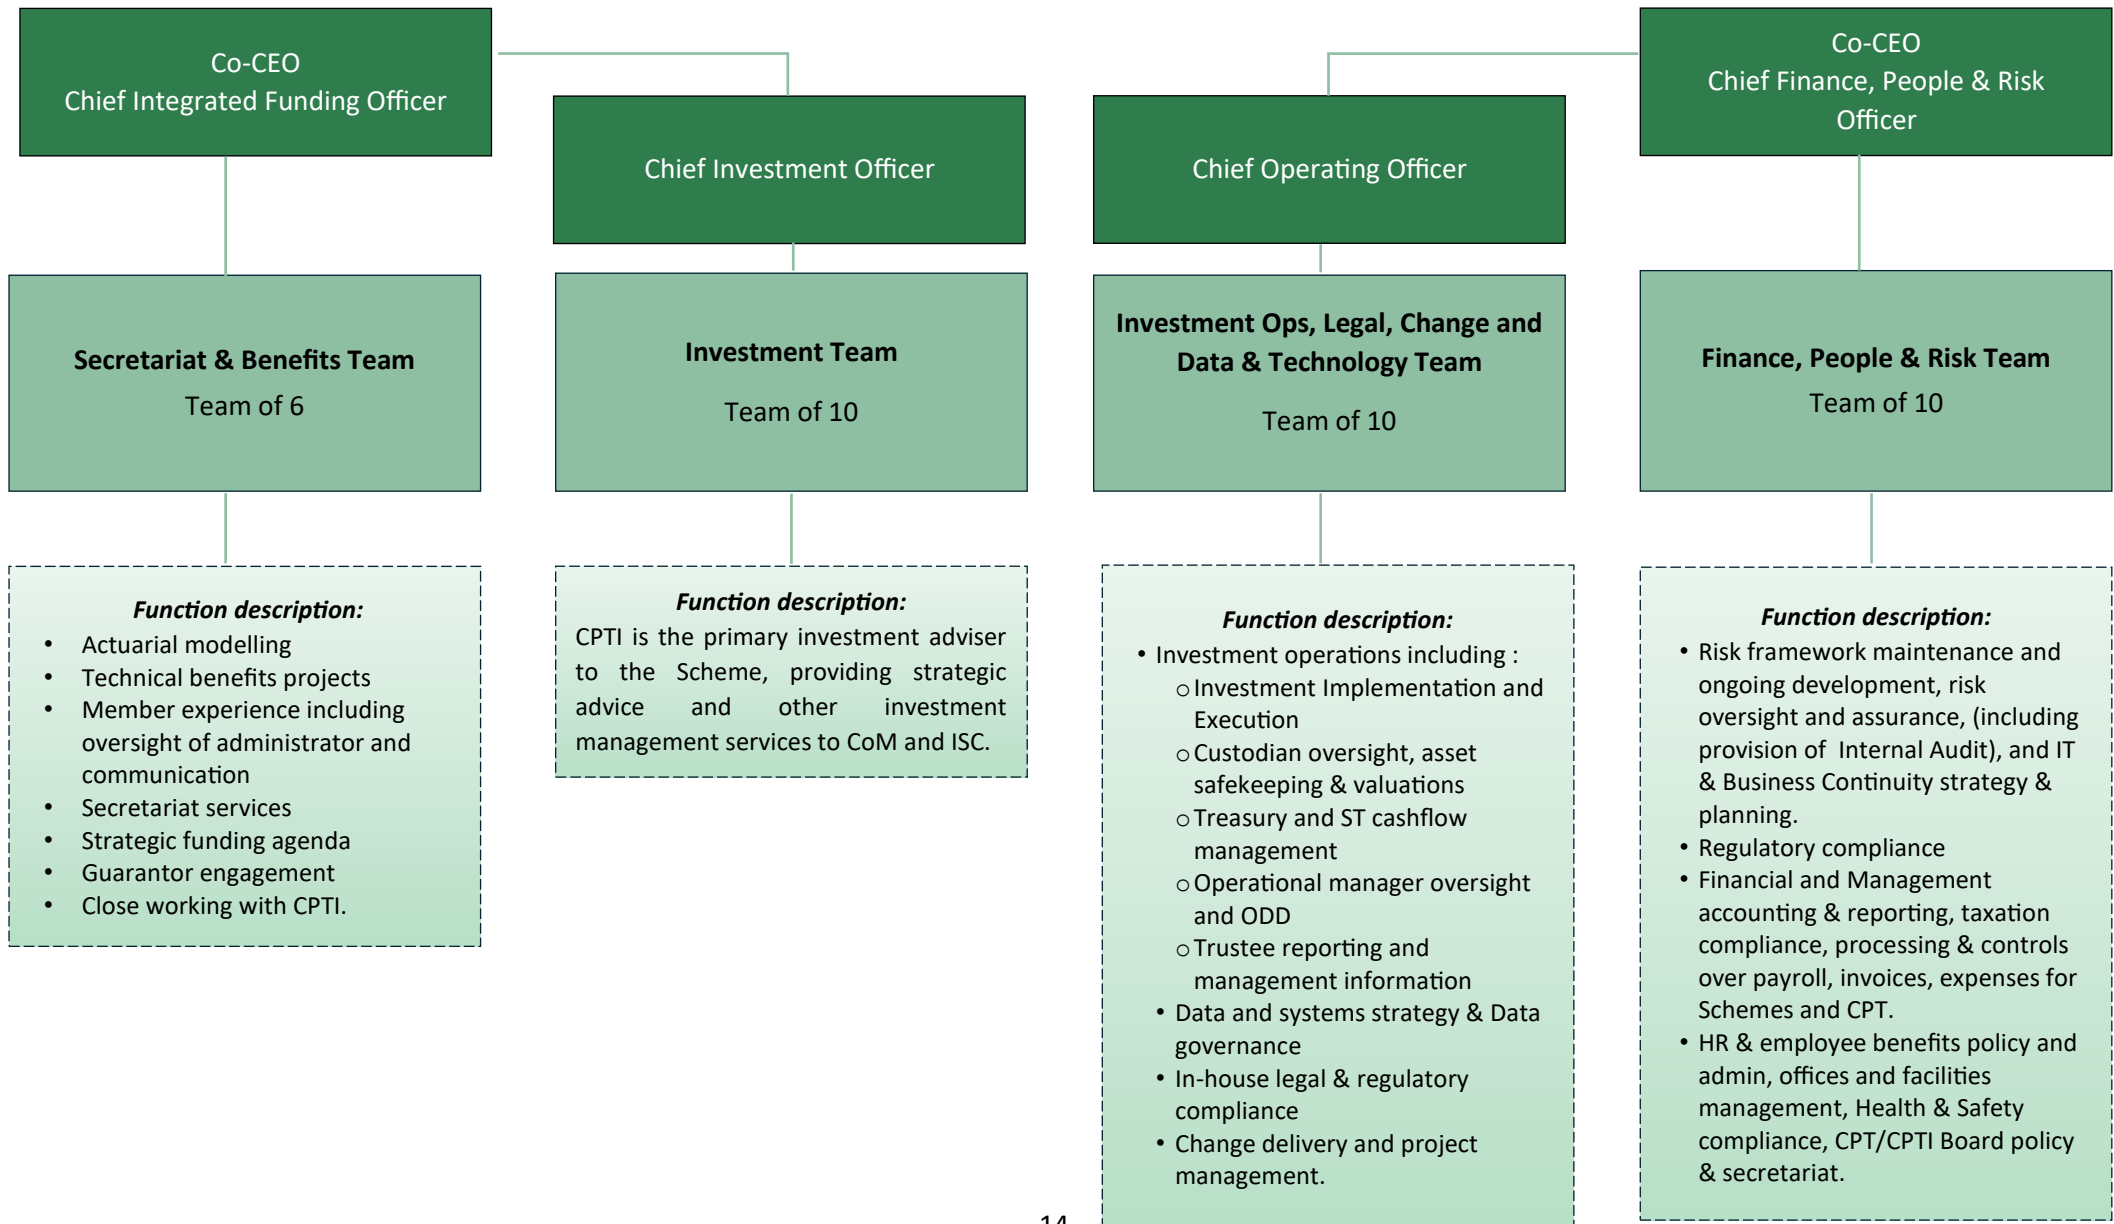 Co-CEO
Chief Integrated Funding Officer
Chief Investment Officer
Chief Operating Officer
Co-CEO
Chief Finance, People & Risk
Officer
Secretariat & Benefits Team
Team of 6
Investment Team
Team of 10
Investment Ops, Legal, Change and
Data & Technology Team
Team of 10
Finance, People & Risk Team
Team of 10
Function description:
• Actuarial modelling
• Technical benefits projects
• Member experience including
oversight of administrator and
communication
• Secretariat services
• Strategic funding agenda
• Guarantor engagement
• Close working with CPTI.
Function description:
CPTI is the primary investment adviser
to the Scheme, providing strategic
advice and other investment
management services to CoM and ISC.
Function description:
• Investment operations including :
o Investment Implementation and
Execution
o Custodian oversight, asset
safekeeping & valuations
o Treasury and ST cashflow
management
o Operational manager oversight
and ODD
o Trustee reporting and
management information
• Data and systems strategy & Data
governance
• In-house legal & regulatory
compliance
• Change delivery and project
management.
Function description:
• Risk framework maintenance and
ongoing development, risk
oversight and assurance, (including
provision of Internal Audit), and IT
& Business Continuity strategy &
planning.
• Regulatory compliance
• Financial and Management
accounting & reporting, taxation
compliance, processing & controls
over payroll, invoices, expenses for
Schemes and CPT.
• HR & employee benefits policy and
admin, offices and facilities
management, Health & Safety
compliance, CPT/CPTI Board policy
& secretariat.
14